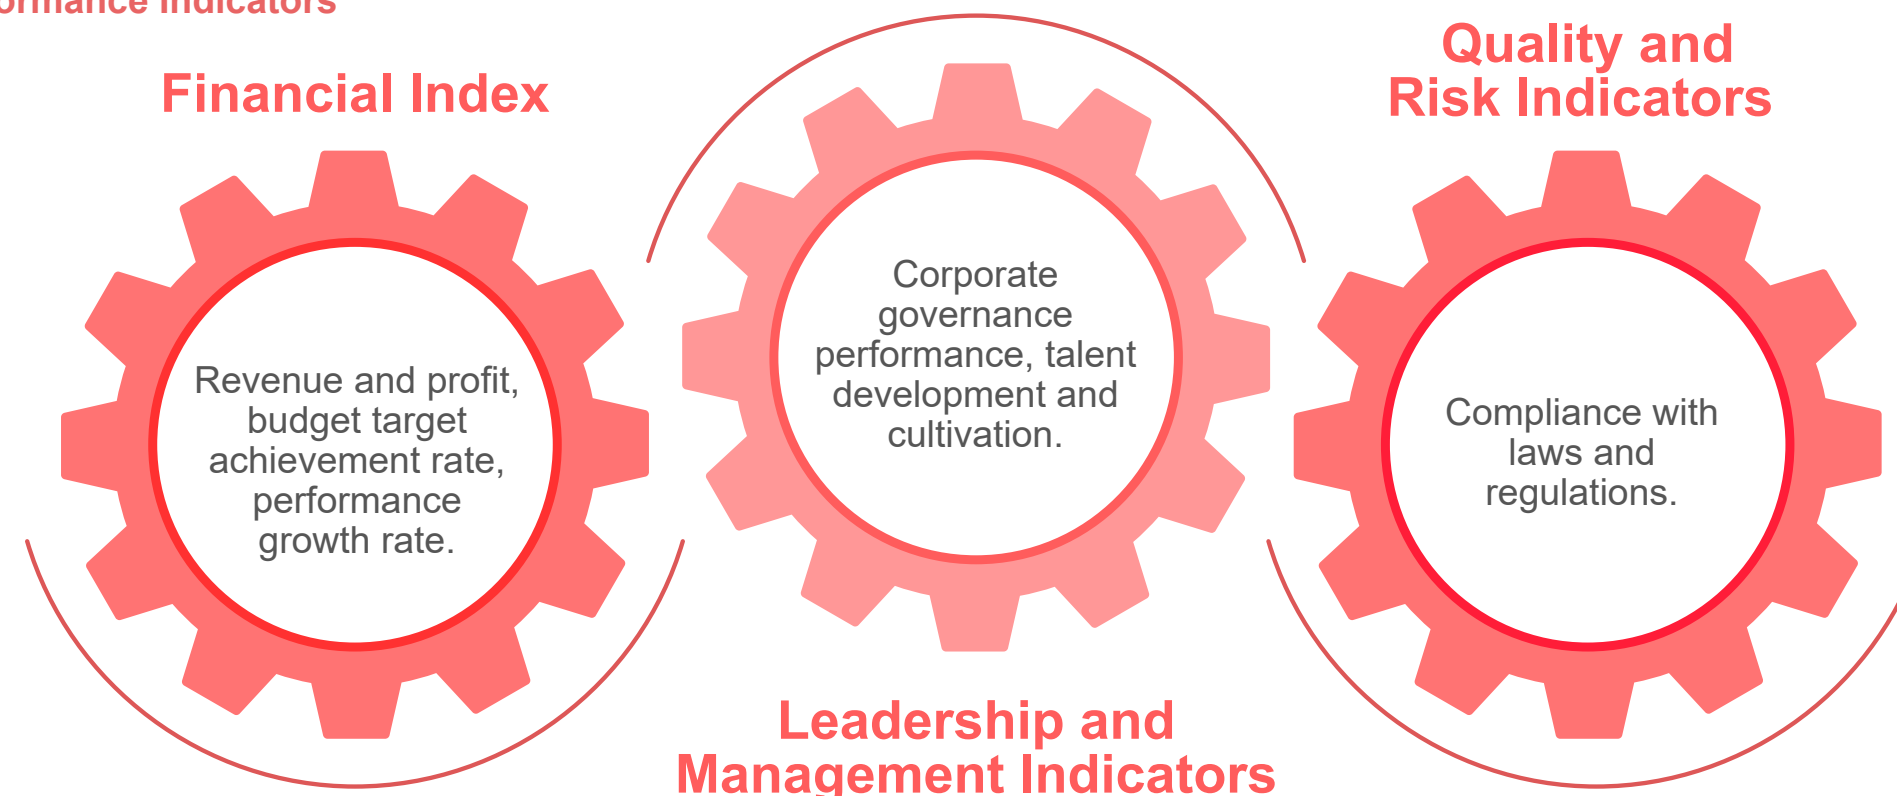 Indicators
Financial Index
Revenue and profit,
budget target
achievement rate,
performance
growth rate.
Corporate
governance
performance, talent
development and
cultivation.
Leadership and
Management Indicators
Quality and
Risk Indicators
Compliance with
laws and
regulations.